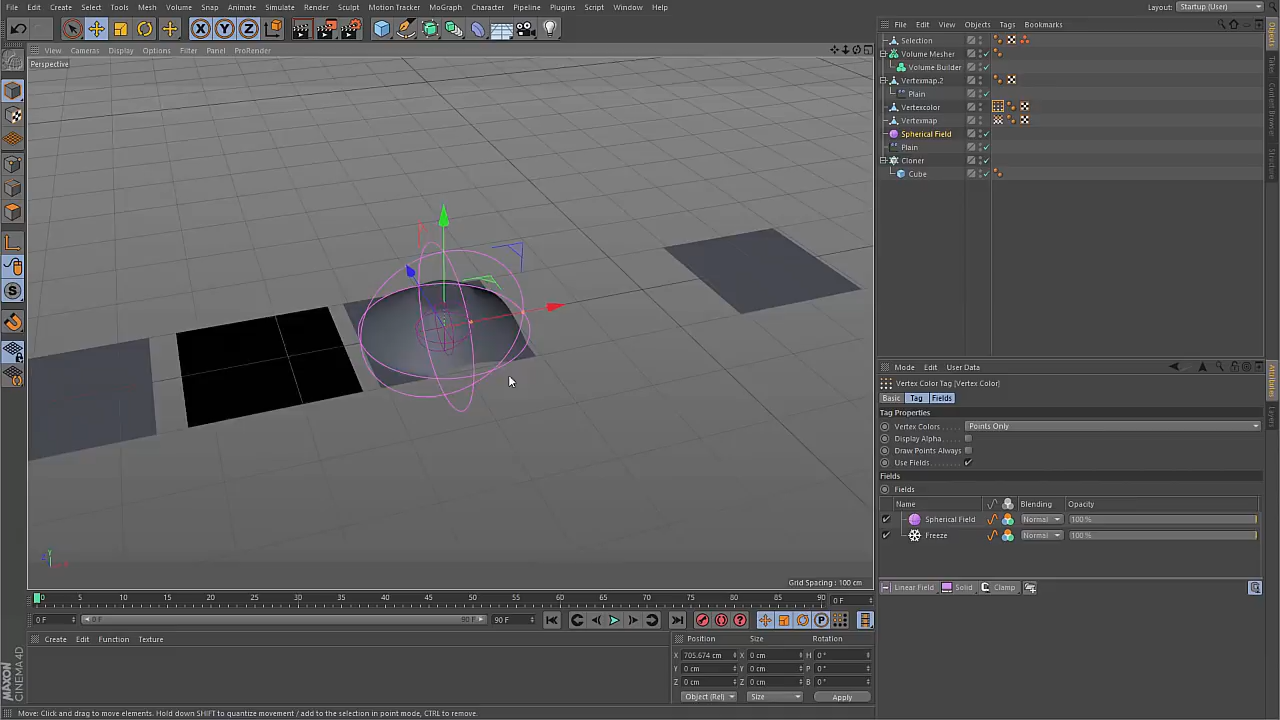 File Edit Create Select Tools Mesh Volume Snap Animate Simulate Render Sculpt Motion Tracker MoGraph Character Pipeline Plugins Script Window Help
Layout: Startup (User)
X Y Z
File Edit View Objects Tags Bookmarks
View Cameras Display Options Filter Panel ProRender
Perspective
Selection
Volume Mesher
Volume Builder
Vertexmap.2
Plain
Vertexcolor
Vertexmap
Spherical Field
Plain
Cloner
Cube
Objects
Takes
Content Browser
Structure
Mode Edit User Data
Vertex Color Tag [Vertex Color]
Basic Tag Fields
Tag Properties
Vertex Colors Points Only
Display Alpha
Draw Points Always
Use Fields
Fields
Fields
Name Blending Opacity
Spherical Field Normal 100 %
Freeze Normal 100 %
Linear Field Solid Clamp
Attributes
Layers
Grid Spacing : 100 cm
0 5 10 15 20 25 30 35 40 45 50 55 60 65 70 75 80 85 90 0 F
0 F 0 F 90 F 90 F
Create Edit Function Texture
Position Size Rotation
X 705.674 cm X 0 cm H 0 °
Y 0 cm Y 0 cm P 0 °
Z 0 cm Z 0 cm B 0 °
Object (Rel) Size Apply
MAXON
CINEMA 4D
Move: Click and drag to move elements. Hold down SHIFT to quantize movement / add to the selection in point mode, CTRL to remove.